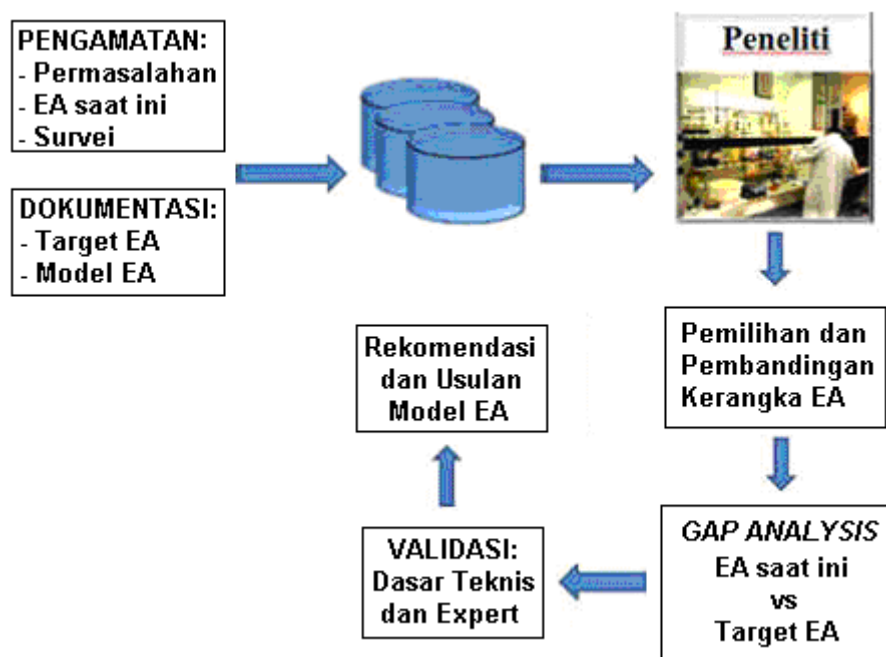 PENGAMATAN:
- Permasalahan
- EA saat ini
- Survei
DOKUMENTASI:
- Target EA
- Model EA
Peneliti
Pemilihan dan
Pembandingan
Kerangka EA
GAP ANALYSIS
EA saat ini
vs
Target EA
VALIDASI:
Dasar Teknis
dan Expert
Rekomendasi
dan Usulan
Model EA